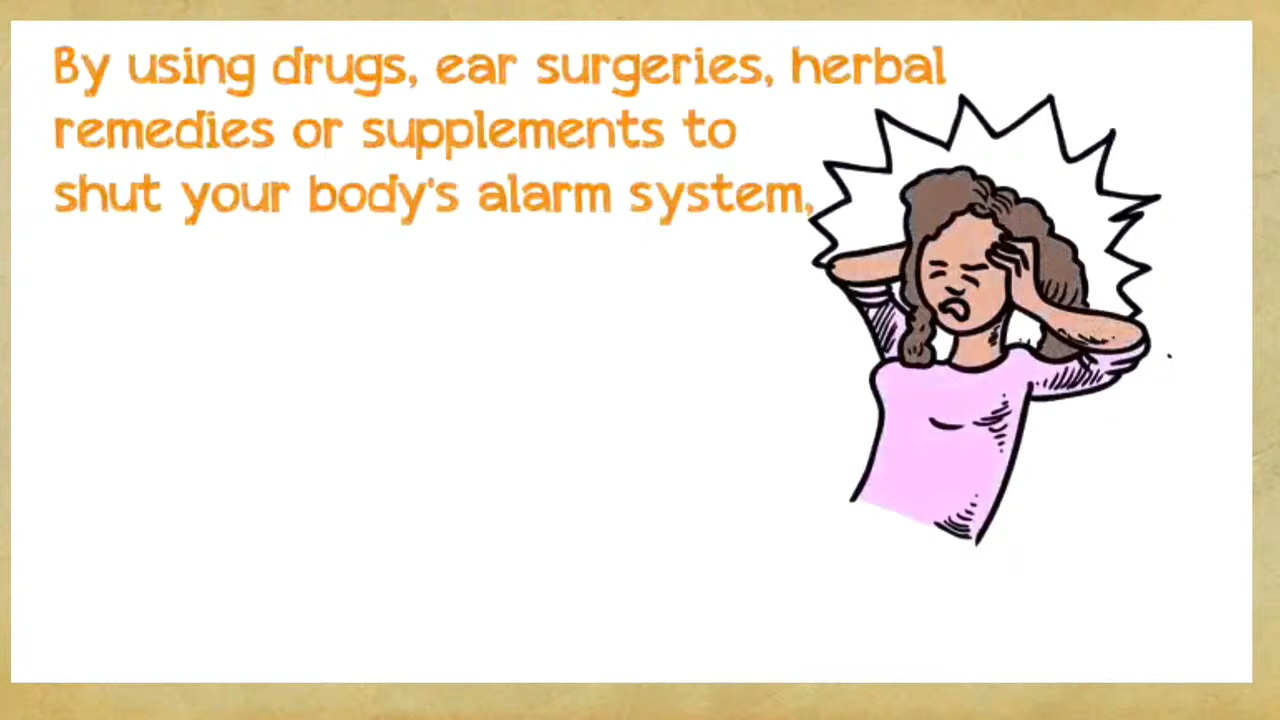 By using drugs, ear surgeries, herbal
remedies or supplements to
shut your body's alarm system,